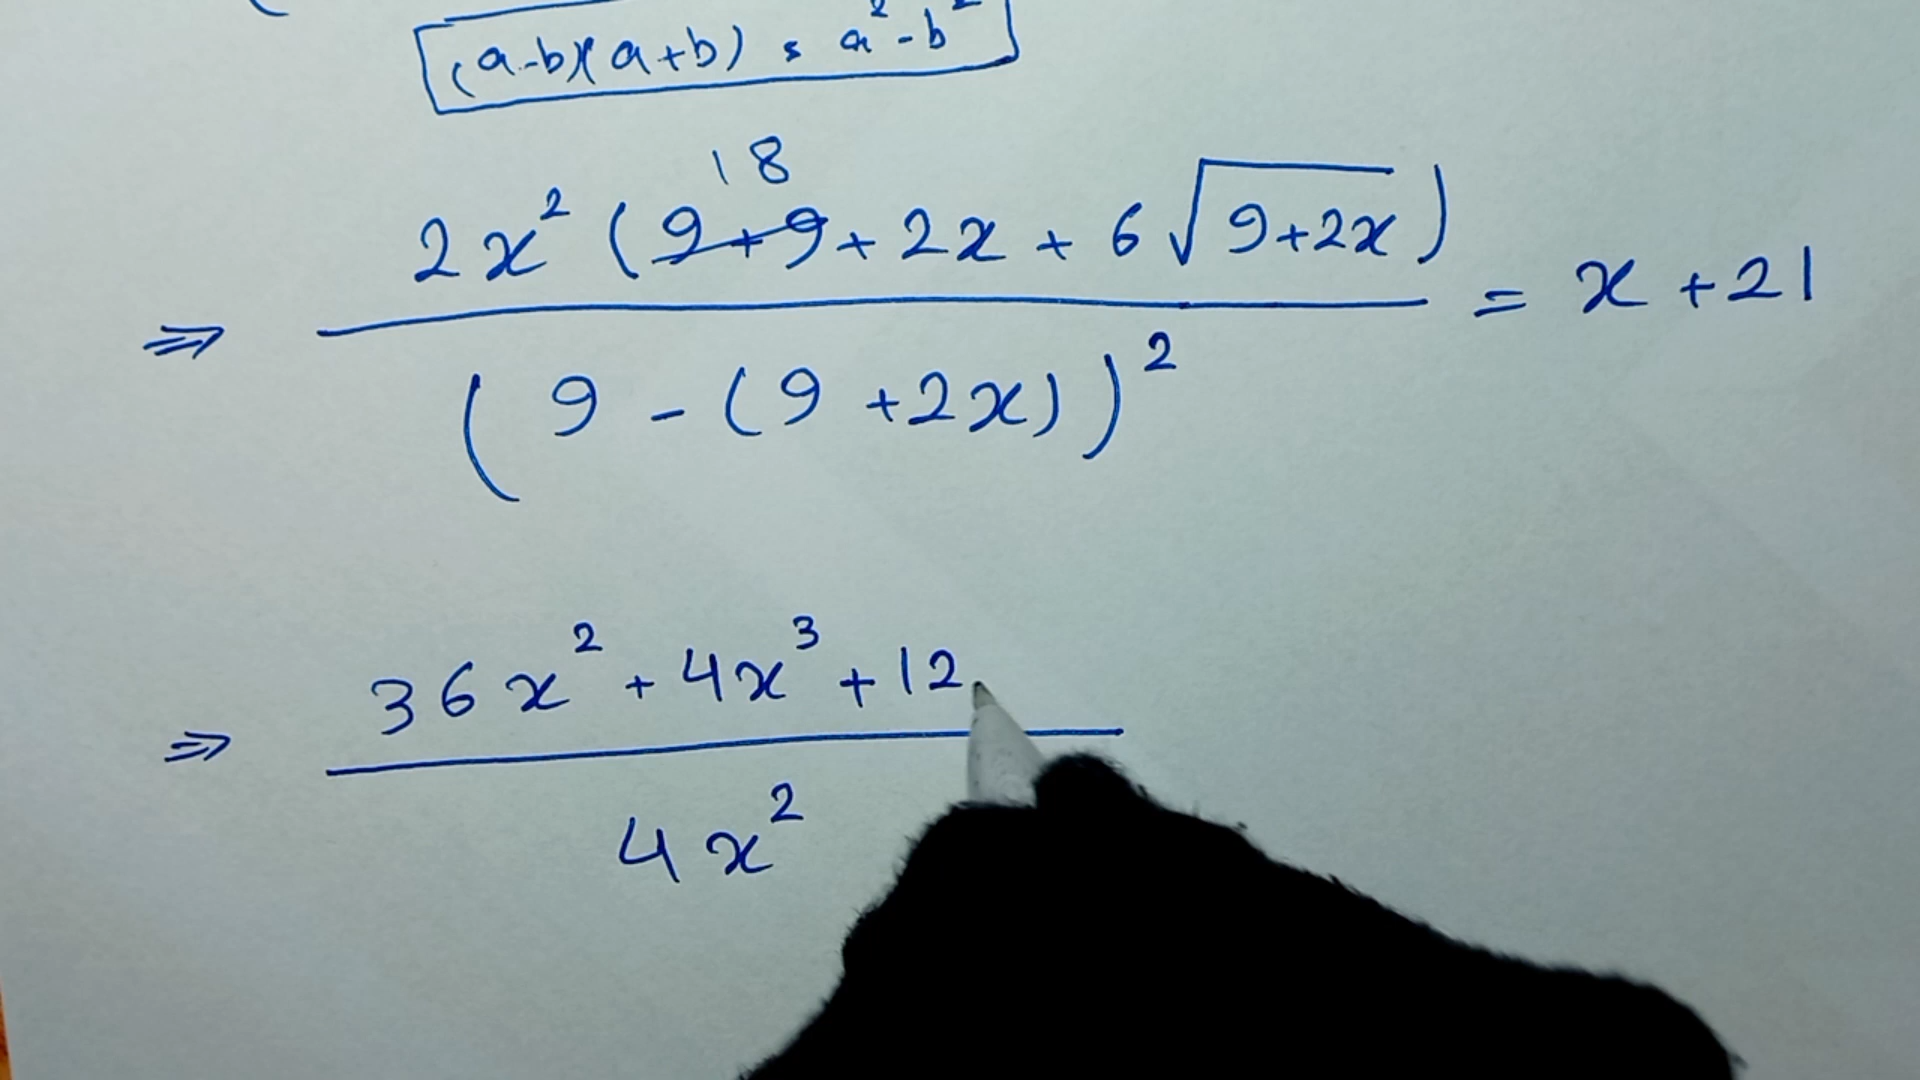 (a-b)(a+b) = a²-b²
18
2x² (9+9+2x + 6√9+2x)
⇒ = x+21
(9 - (9 +2x))²
36x² + 4x³ + 12
⇒
4x²